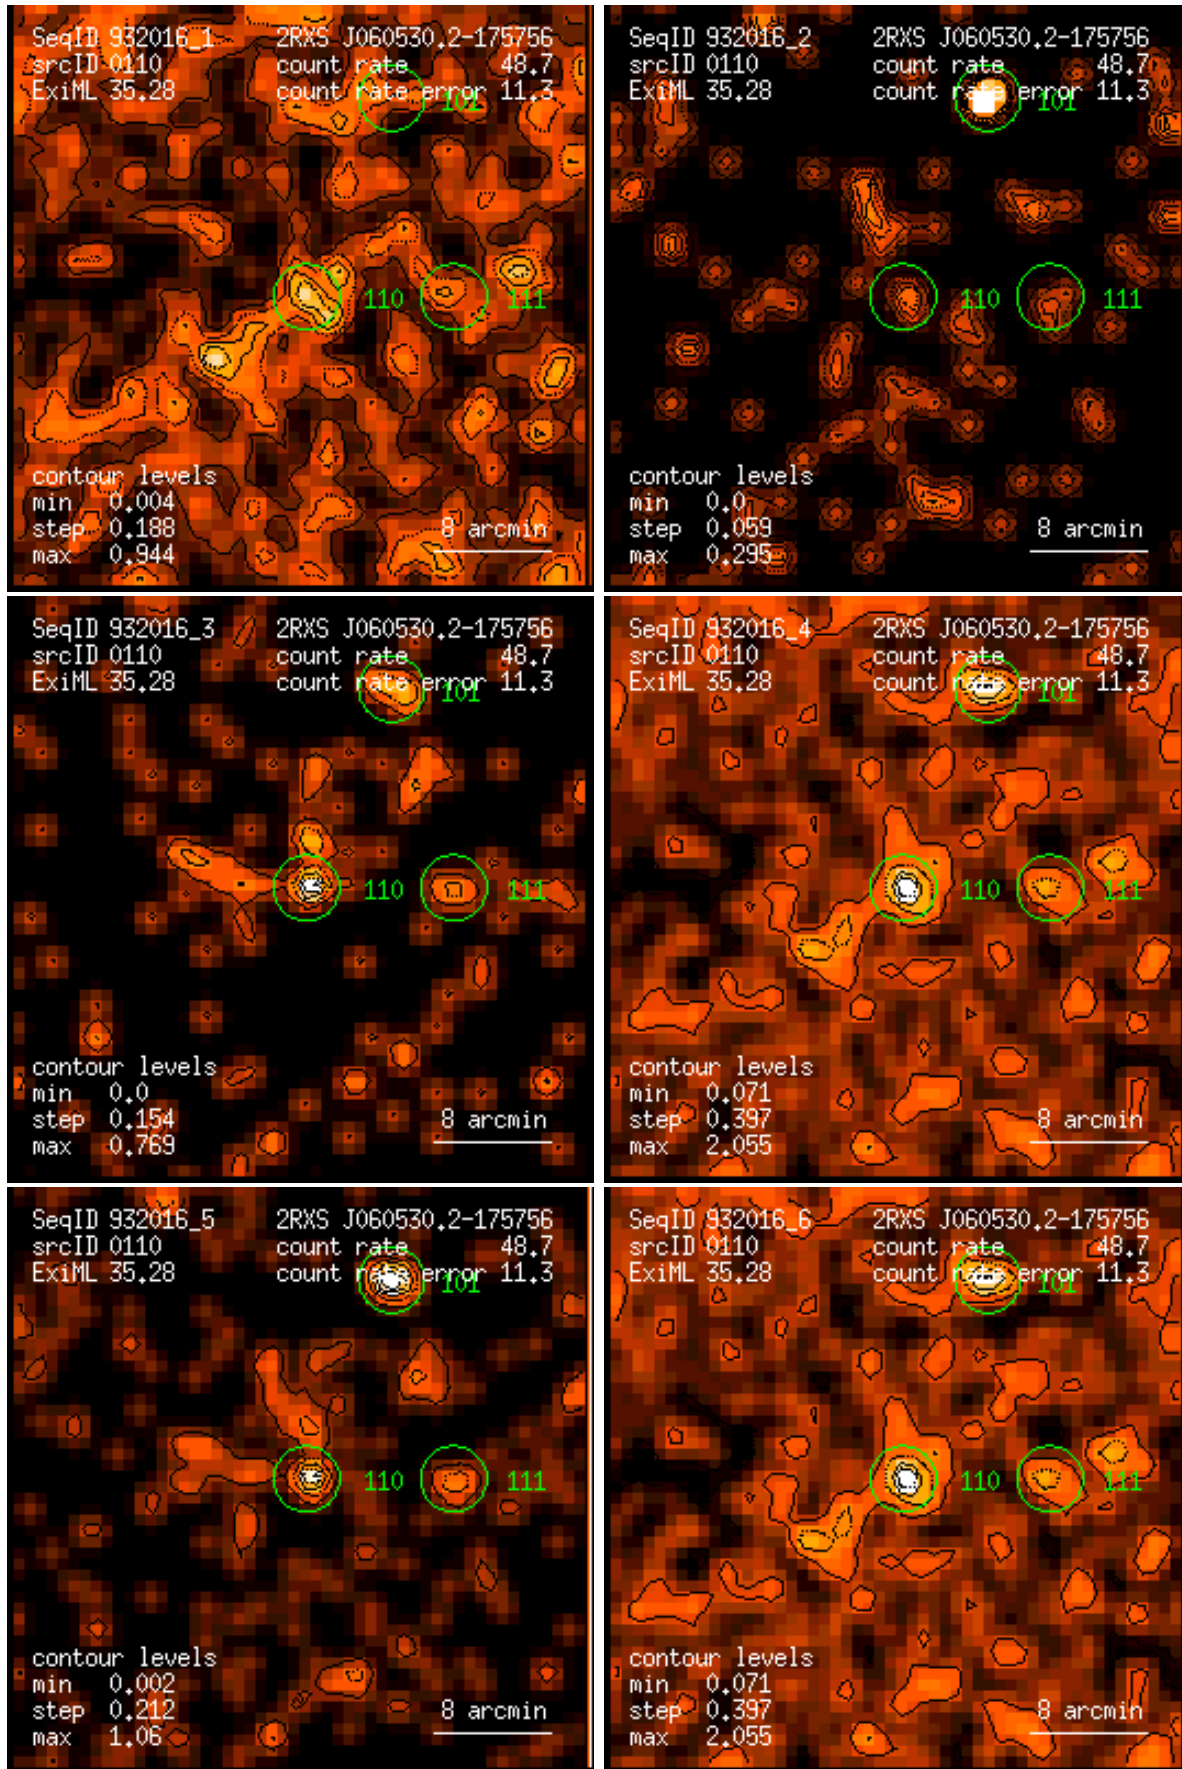 SeqID 932016_1 2RXS J060530.2-175756
srcID 0110 count rate 48.7
ExiML 35.28 count rate error 11.3
101
110 111
contour levels
min 0.004
step 0.188 8 arcmin
max 0.944
SeqID 932016_2 2RXS J060530.2-175756
srcID 0110 count rate 48.7
ExiML 35.28 count rate error 11.3
101
110 111
contour levels
min 0.0
step 0.059 8 arcmin
max 0.295
SeqID 932016_3 2RXS J060530.2-175756
srcID 0110 count rate 48.7
ExiML 35.28 count rate error 11.3
101
110 111
contour levels
min 0.0
step 0.154 8 arcmin
max 0.769
SeqID 932016_4 2RXS J060530.2-175756
srcID 0110 count rate 48.7
ExiML 35.28 count rate error 11.3
101
110 111
contour levels
min 0.071
step 0.397 8 arcmin
max 2.055
SeqID 932016_5 2RXS J060530.2-175756
srcID 0110 count rate 48.7
ExiML 35.28 count rate error 11.3
101
110 111
contour levels
min 0.002
step 0.212 8 arcmin
max 1.06
SeqID 932016_6 2RXS J060530.2-175756
srcID 0110 count rate 48.7
ExiML 35.28 count rate error 11.3
101
110 111
contour levels
min 0.071
step 0.397 8 arcmin
max 2.055